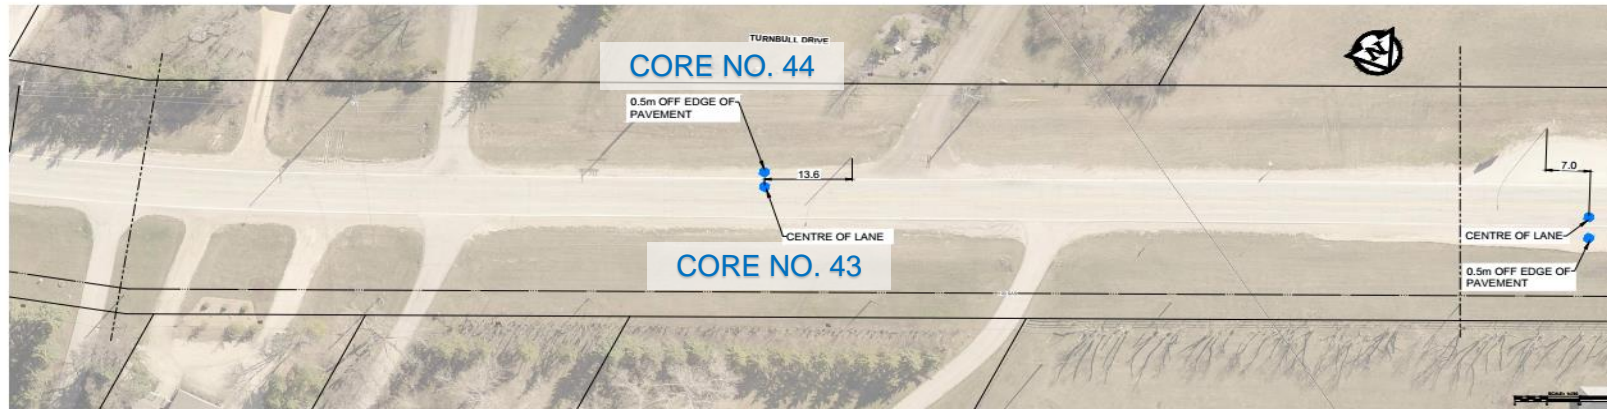 TURNBULL DRIVE
CORE NO. 44
0.5m OFF EDGE OF
PAVEMENT
N
13.6
7.0
CENTRE OF LANE
CORE NO. 43
CENTRE OF LANE
0.5m OFF EDGE OF
PAVEMENT